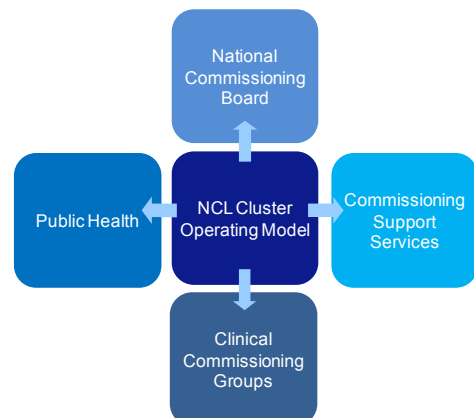 National
Commissioning
Board
Public Health
NCL Cluster
Operating Model
Commissioning
Support
Services
Clinical
Commissioning
Groups